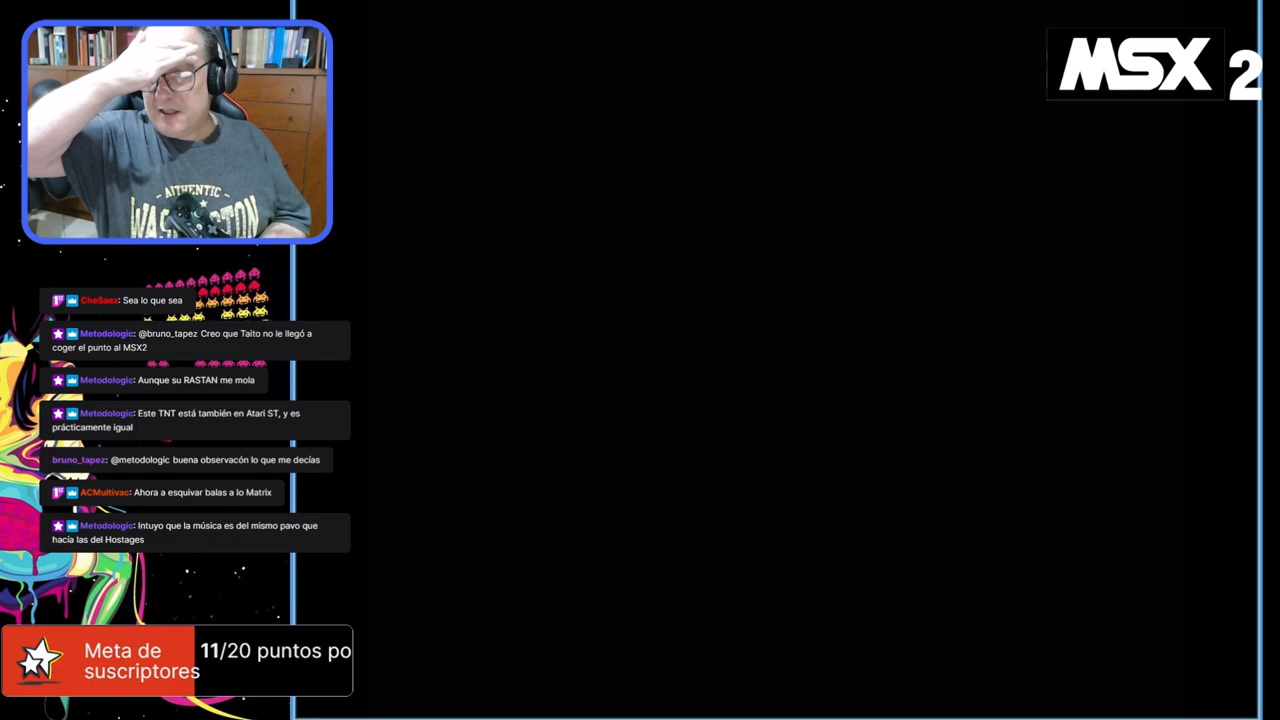 MSX 2
- AUTHENTIC -
WASHINGTON
CheSaez: Sea lo que sea
Metodologic: @bruno_tapez Creo que Taito no le llegó a
coger el punto al MSX2
Metodologic: Aunque su RASTAN me mola
Metodologic: Este TNT está también en Atari ST, y es
prácticamente igual
bruno_tapez: @metodologic buena observacón lo que me decías
ACMultivac: Ahora a esquivar balas a lo Matrix
Metodologic: Intuyo que la música es del mismo pavo que
hacía las del Hostages
Meta de
suscriptores
11/20 puntos po